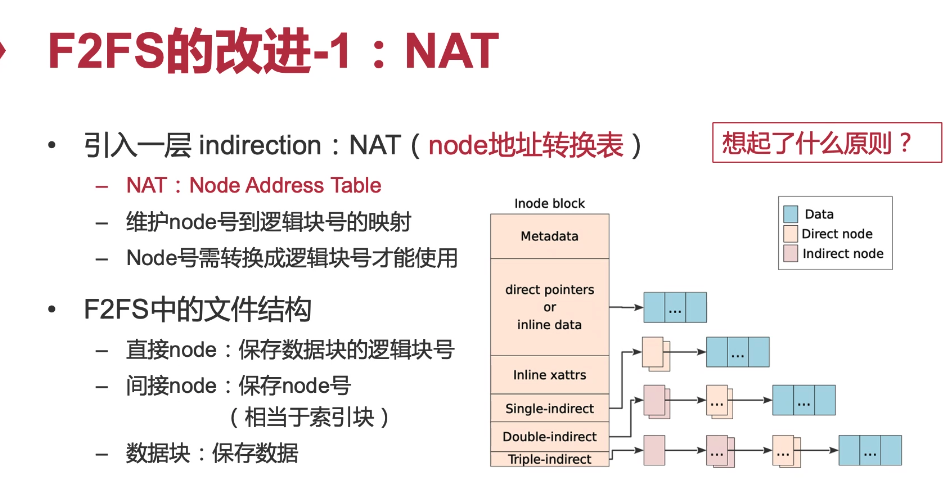 F2FS的改进-1：NAT
• 引入一层 indirection：NAT（node地址转换表）
想起了什么原则？
– NAT：Node Address Table
– 维护node号到逻辑块号的映射
– Node号需转换成逻辑块号才能使用
• F2FS中的文件结构
– 直接node：保存数据块的逻辑块号
– 间接node：保存node号
（相当于索引块）
– 数据块：保存数据
Inode block
Metadata
direct pointers
or
inline data
Inline xattrs
Single-indirect
Double-indirect
Triple-indirect
...
...
...
...
...
...
...
Data
Direct node
Indirect node